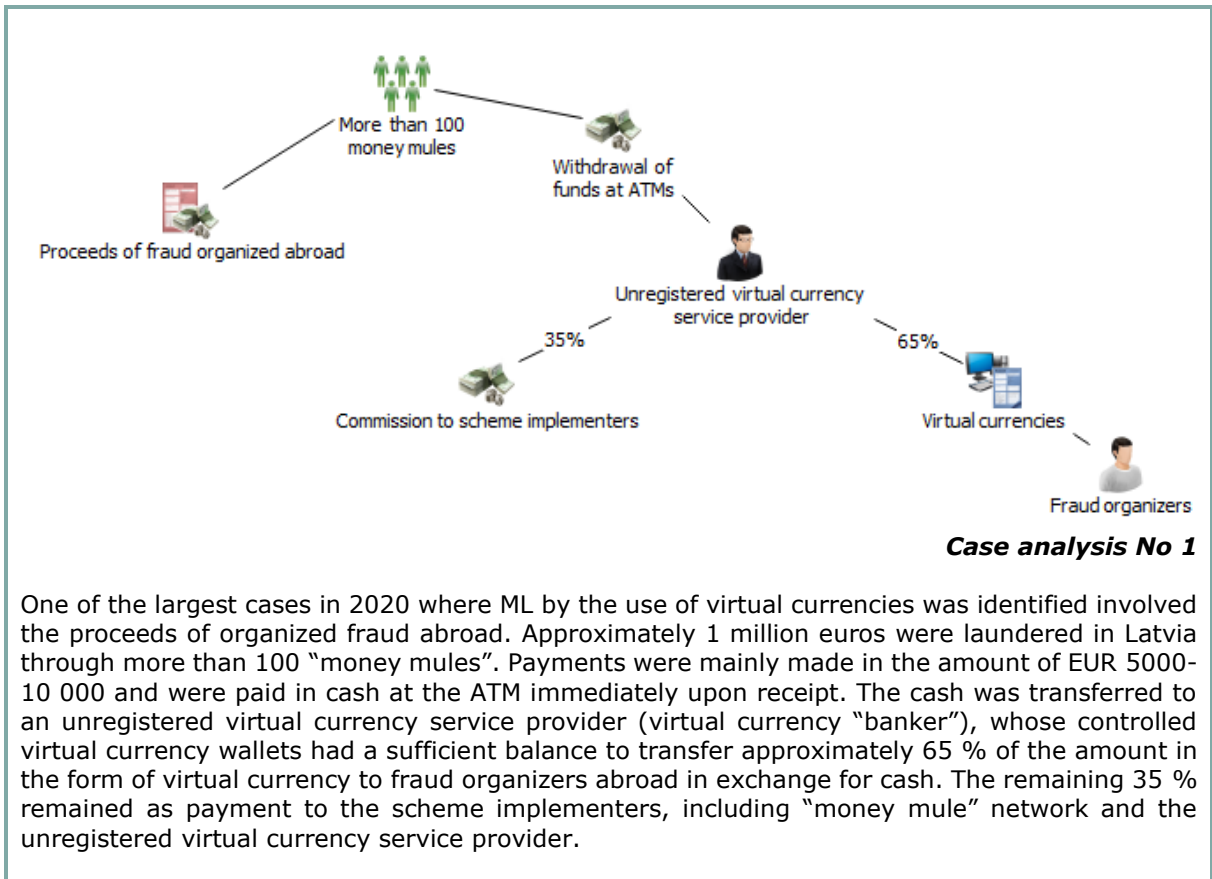 More than 100
money mules
Withdrawal of
funds at ATMs
Proceeds of fraud organized abroad
Unregistered virtual currency
service provider
35%
65%
Commission to scheme implementers
Virtual currencies
Fraud organizers
Case analysis No 1
One of the largest cases in 2020 where ML by the use of virtual currencies was identified involved
the proceeds of organized fraud abroad. Approximately 1 million euros were laundered in Latvia
through more than 100 “money mules”. Payments were mainly made in the amount of EUR 5000-
10 000 and were paid in cash at the ATM immediately upon receipt. The cash was transferred to
an unregistered virtual currency service provider (virtual currency “banker”), whose controlled
virtual currency wallets had a sufficient balance to transfer approximately 65 % of the amount in
the form of virtual currency to fraud organizers abroad in exchange for cash. The remaining 35 %
remained as payment to the scheme implementers, including “money mule” network and the
unregistered virtual currency service provider.